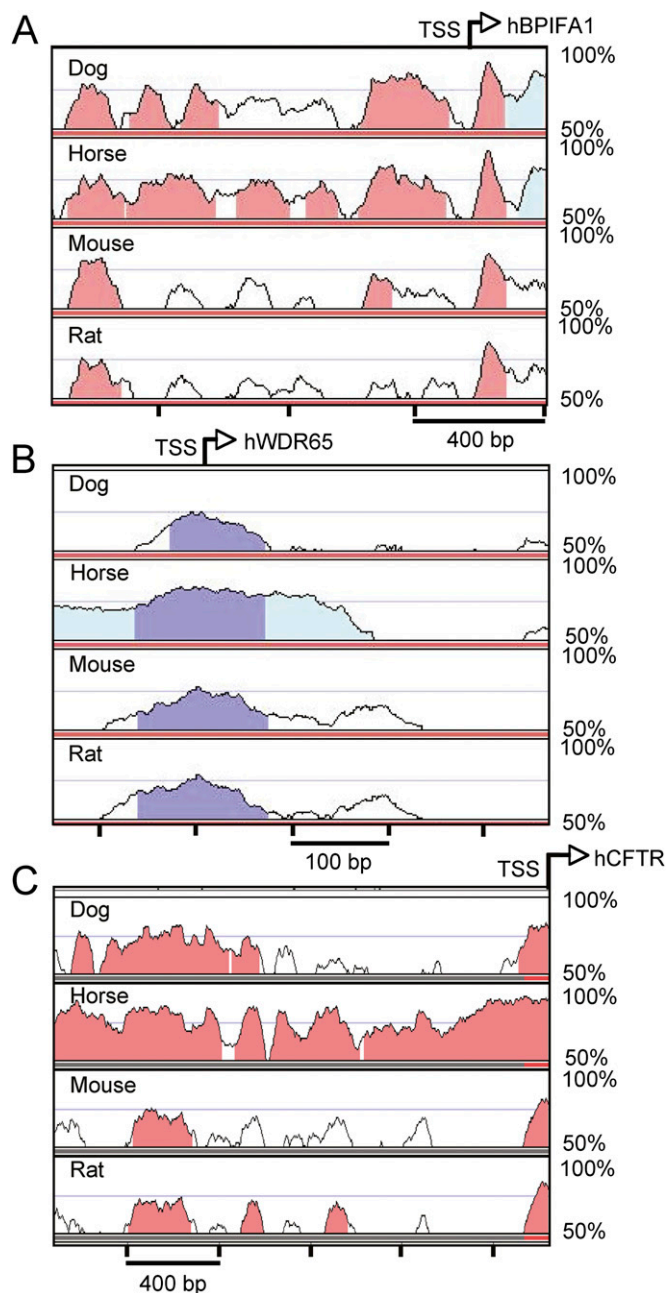 A
TSS hBPIFA1
Dog 100%
50%
Horse 100%
50%
Mouse 100%
50%
Rat 100%
50%
400 bp
B
TSS hWDR65
Dog 100%
50%
Horse 100%
50%
Mouse 100%
50%
Rat 100%
50%
100 bp
C
TSS hCFTR
Dog 100%
50%
Horse 100%
50%
Mouse 100%
50%
Rat 100%
50%
400 bp